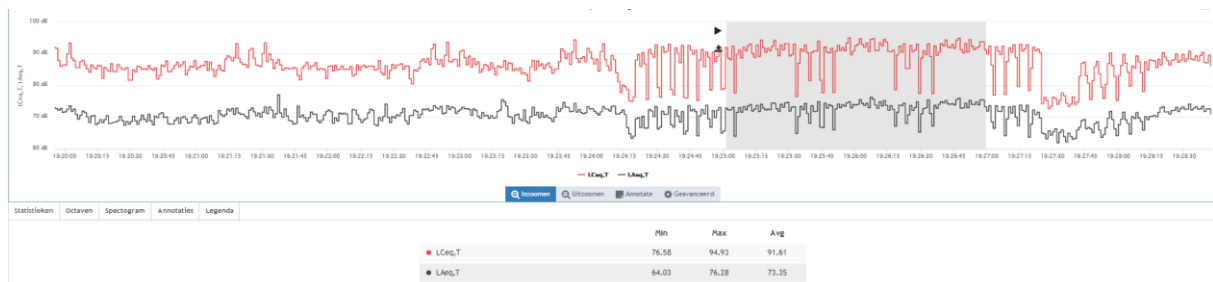 100 dB
90 dB
80 dB
70 dB
60 dB
LCeq,T, LAeq,T
19:20:00 19:20:15 19:20:30 19:20:45 19:21:00 19:21:15 19:21:30 19:21:45 19:22:00 19:22:15 19:22:30 19:22:45 19:23:00 19:23:15 19:23:30 19:23:45 19:24:00 19:24:15 19:24:30 19:24:45 19:25:00 19:25:15 19:25:30 19:25:45 19:26:00 19:26:15 19:26:30 19:26:45 19:27:00 19:27:15 19:27:30 19:27:45 19:28:00 19:28:15 19:28:30
LCeq,T LAeq,T
Inzoomen Uitzoomen Annotate Geavanceerd
Statistieken Octaven Spectogram Annotaties Legenda
Min Max Avg
LCeq,T 76.58 94.93 91.61
LAeq,T 64.03 76.28 73.35